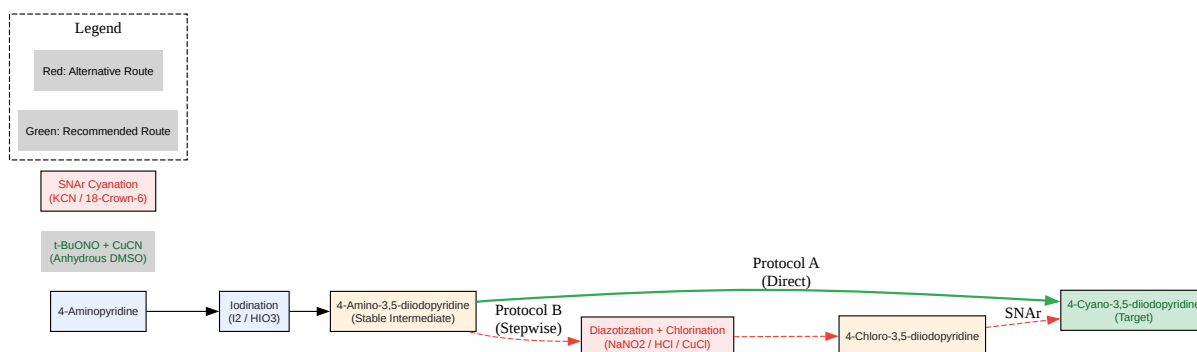 Legend
Red: Alternative Route
Green: Recommended Route
SNAr Cyanation
(KCN / 18-Crown-6)
t-BuONO + CuCN
(Anhydrous DMSO)
4-Aminopyridine
Iodination
(I2 / HIO3)
4-Amino-3,5-diiodopyridine
(Stable Intermediate)
Protocol A
(Direct)
Protocol B
(Stepwise)
Diazotization + Chlorination
(NaNO2 / HCl / CuCl)
4-Chloro-3,5-diiodopyridine
SNAr
4-Cyano-3,5-diiodopyridine
(Target)